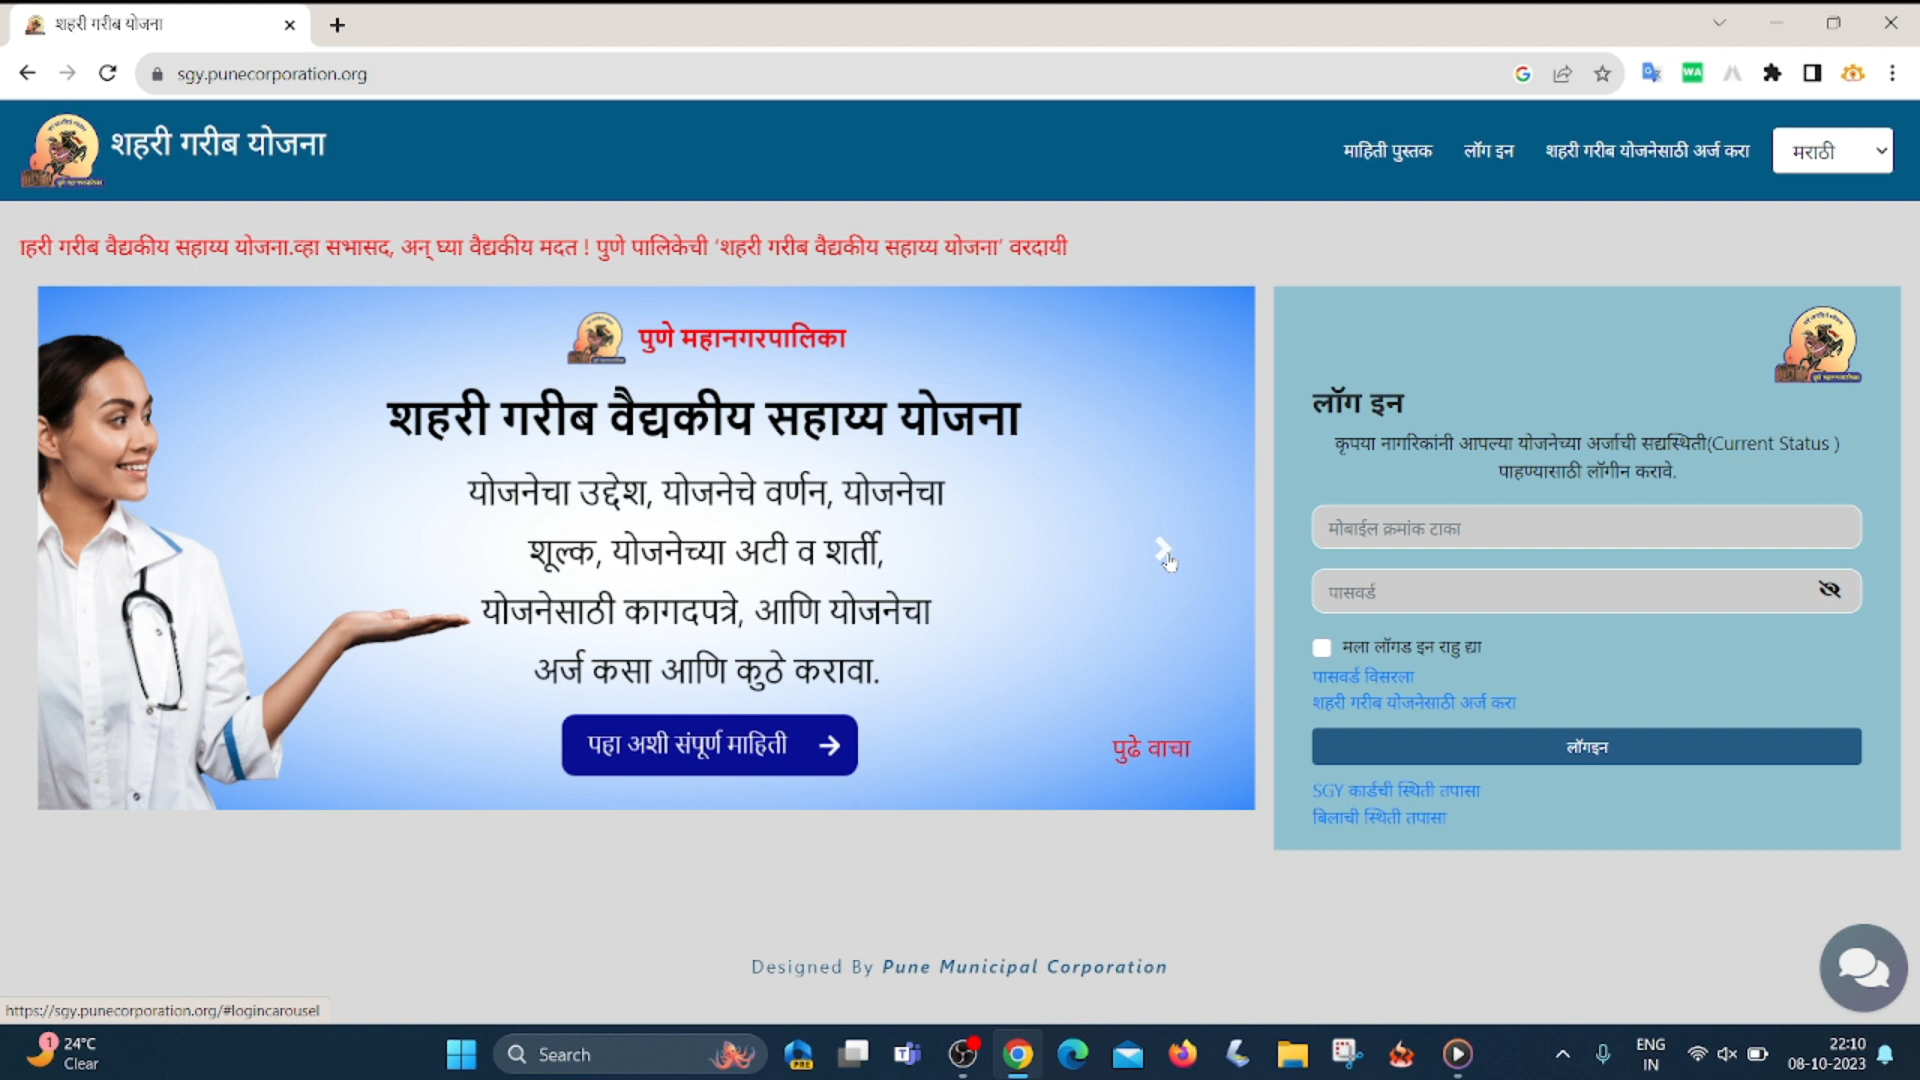 शहरी गरीब योजना
sgy.punecorporation.org
शहरी गरीब योजना
माहिती पुस्तक
लॉग इन
शहरी गरीब योजनेसाठी अर्ज करा
मराठी
ाहरी गरीब वैद्यकीय सहाय्य योजना.व्हा सभासद, अन् घ्या वैद्यकीय मदत ! पुणे पालिकेची ‘शहरी गरीब वैद्यकीय सहाय्य योजना’ वरदायी
पुणे महानगरपालिका
शहरी गरीब वैद्यकीय सहाय्य योजना
योजनेचा उद्देश, योजनेचे वर्णन, योजनेचा
शूल्क, योजनेच्या अटी व शर्ती,
योजनेसाठी कागदपत्रे, आणि योजनेचा
अर्ज कसा आणि कुठे करावा.
पहा अशी संपूर्ण माहिती
पुढे वाचा
लॉग इन
कृपया नागरिकांनी आपल्या योजनेच्या अर्जाची सद्यस्थिती(Current Status )
पाहण्यासाठी लॉगीन करावे.
मोबाईल क्रमांक टाका
पासवर्ड
मला लॉगड इन राहु द्या
पासवर्ड विसरला
शहरी गरीब योजनेसाठी अर्ज करा
लॉगइन
SGY कार्डची स्थिती तपासा
बिलाची स्थिती तपासा
Designed By Pune Municipal Corporation
https://sgy.punecorporation.org/#logincarousel
1
24°C
Clear
Search
PRE
ENG
IN
22:10
08-10-2023